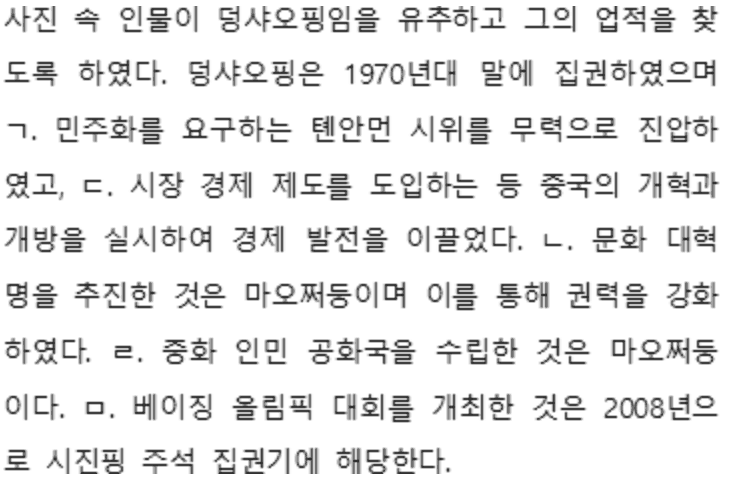 사진 속 인물이 덩샤오핑임을 유추하고 그의 업적을 찾
도록 하였다. 덩샤오핑은 1970년대 말에 집권하였으며
ㄱ. 민주화를 요구하는 톈안먼 시위를 무력으로 진압하
였고, ㄷ. 시장 경제 제도를 도입하는 등 중국의 개혁과
개방을 실시하여 경제 발전을 이끌었다. ㄴ. 문화 대혁
명을 추진한 것은 마오쩌둥이며 이를 통해 권력을 강화
하였다. ㄹ. 중화 인민 공화국을 수립한 것은 마오쩌둥
이다. ㅁ. 베이징 올림픽 대회를 개최한 것은 2008년으
로 시진핑 주석 집권기에 해당한다.